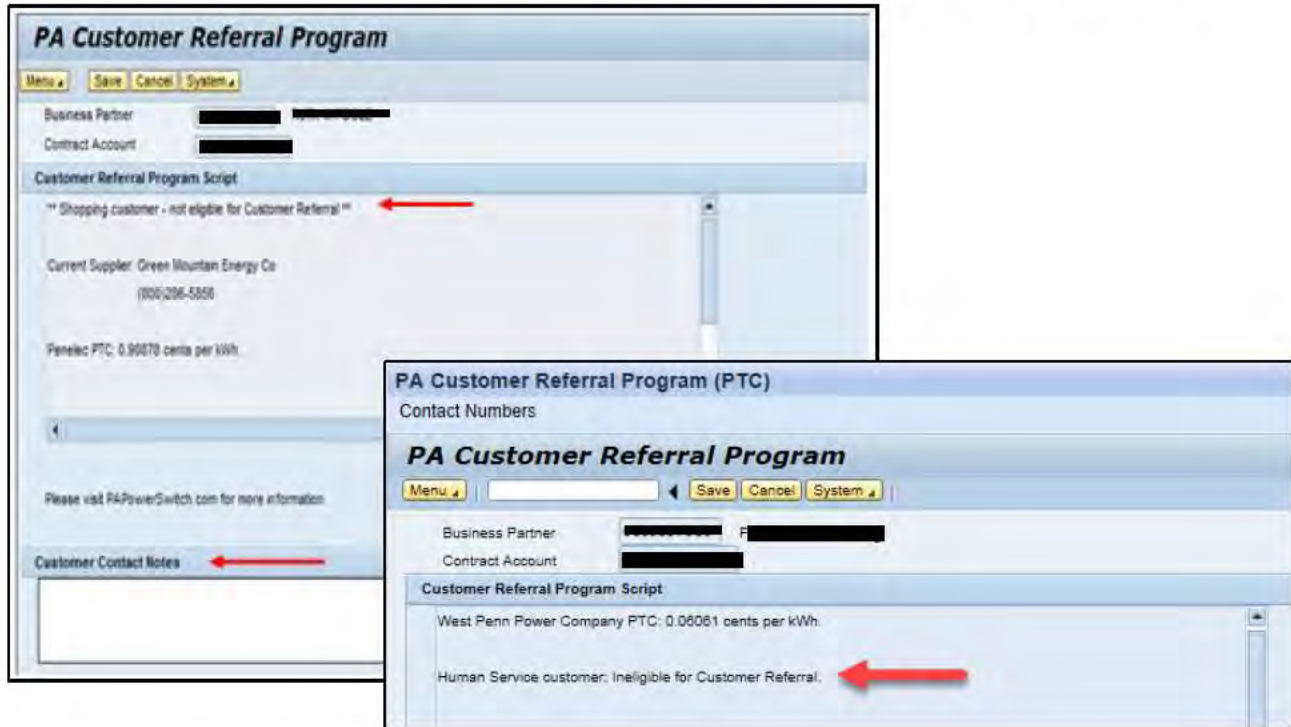 PA Customer Referral Program
Menu Save Cancel System
Business Partner
Contract Account
Customer Referral Program Script
** Shopping customer - not eligible for Customer Referral **
Current Supplier: Green Mountain Energy Co
Penelec PTC: 0.96878 cents per kWh.
Please visit PAPowerSwitch.com for more information
Customer Contact Notes
PA Customer Referral Program (PTC)
Contact Numbers
PA Customer Referral Program
Menu Save Cancel System
Business Partner
Contract Account
Customer Referral Program Script
West Penn Power Company PTC: 0.06061 cents per kWh.
Human Service customer: Ineligible for Customer Referral.